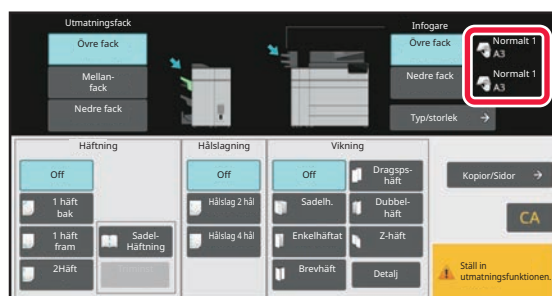 Utmatningsfack
Infogare
Övre fack
Mellan-
fack
Nedre fack
Övre fack
Normalt 1
A3
Nedre fack
Normalt 1
A3
Typ/storlek
Häftning
Off
1 häft
bak
1 häft
fram
2Häft
Sadel-
Häftning
Hålslagning
Off
Hålslag 2 hål
Hålslag 4 hål
Vikning
Off
Sadelh.
Enkelhäftat
Brevhäft
Dragsps-
häft
Dubbel-
häft
Z-häft
Detalj
Kopior/Sidor
CA
Ställ in
utmatningsfunktionen.